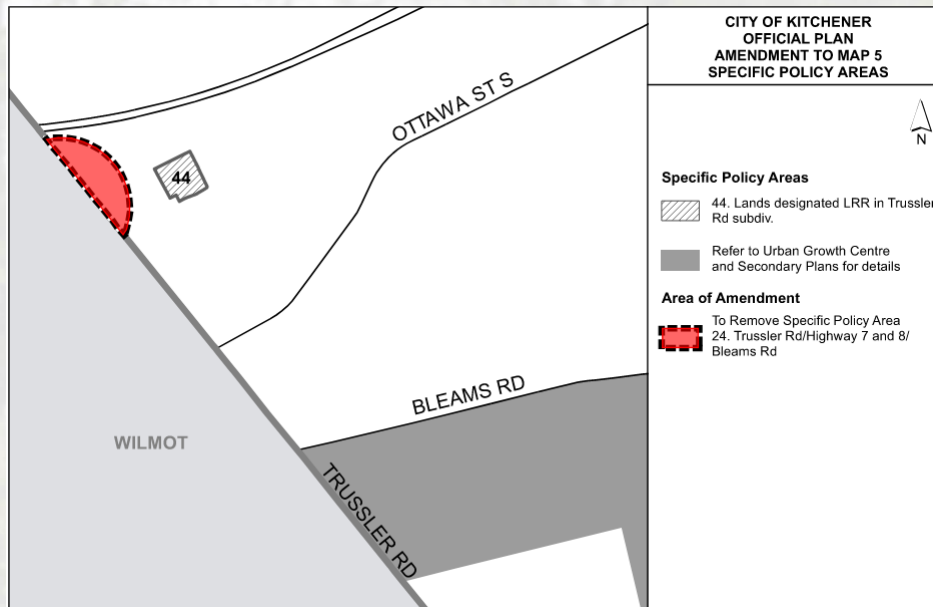 CITY OF KITCHENER
OFFICIAL PLAN
AMENDMENT TO MAP 5
SPECIFIC POLICY AREAS
N
Specific Policy Areas
44. Lands designated LRR in Trussler
Rd subdiv.
Refer to Urban Growth Centre
and Secondary Plans for details
Area of Amendment
To Remove Specific Policy Area
24. Trussler Rd/Highway 7 and 8/
Bleams Rd
OTTAWA ST S
44
BLEAMS RD
WILMOT
TRUSSLER RD